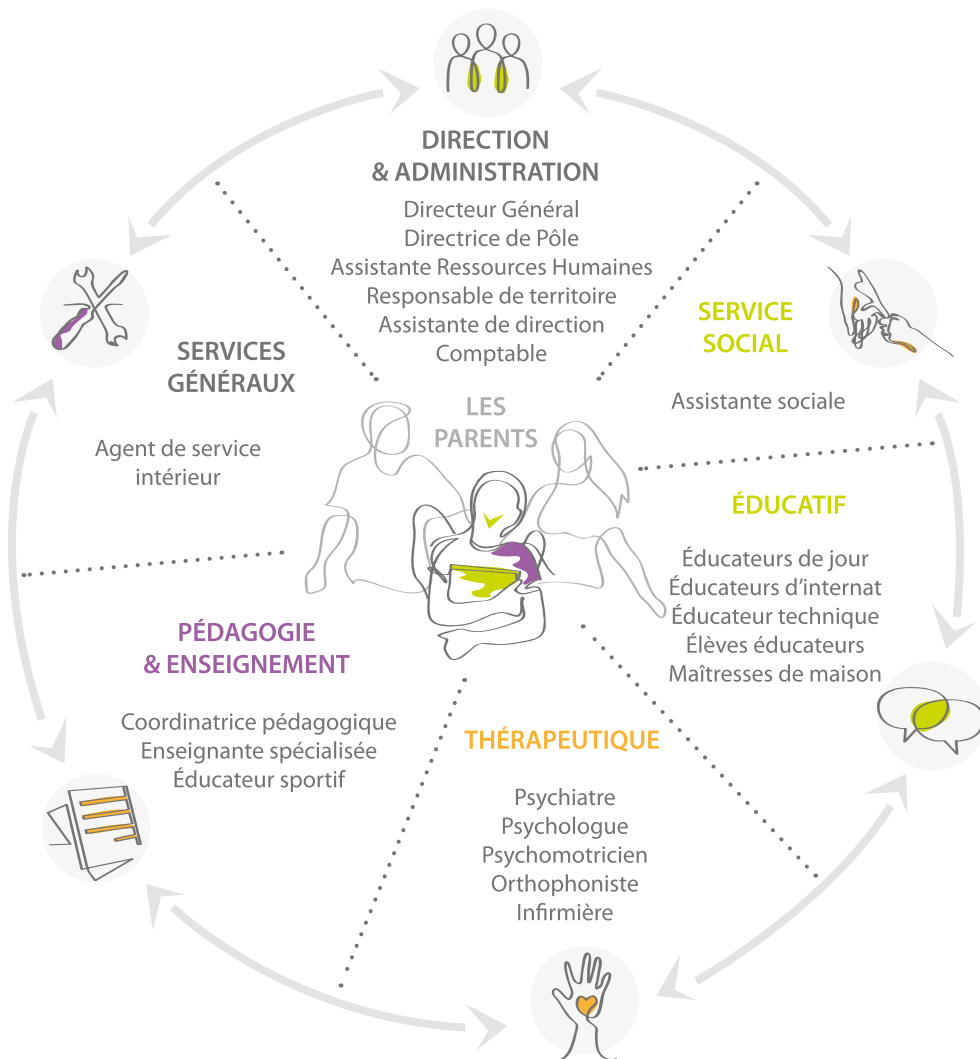 DIRECTION
& ADMINISTRATION
Directeur Général
Directrice de Pôle
Assistante Ressources Humaines
Responsable de territoire
Assistante de direction
Comptable
SERVICE
SOCIAL
Assistante sociale
ÉDUCATIF
Éducateurs de jour
Éducateurs d’internat
Éducateur technique
Élèves éducateurs
Maîtresses de maison
THÉRAPEUTIQUE
Psychiatre
Psychologue
Psychomotricien
Orthophoniste
Infirmière
PÉDAGOGIE
& ENSEIGNEMENT
Coordinatrice pédagogique
Enseignante spécialisée
Éducateur sportif
SERVICES
GÉNÉRAUX
Agent de service
intérieur
LES
PARENTS